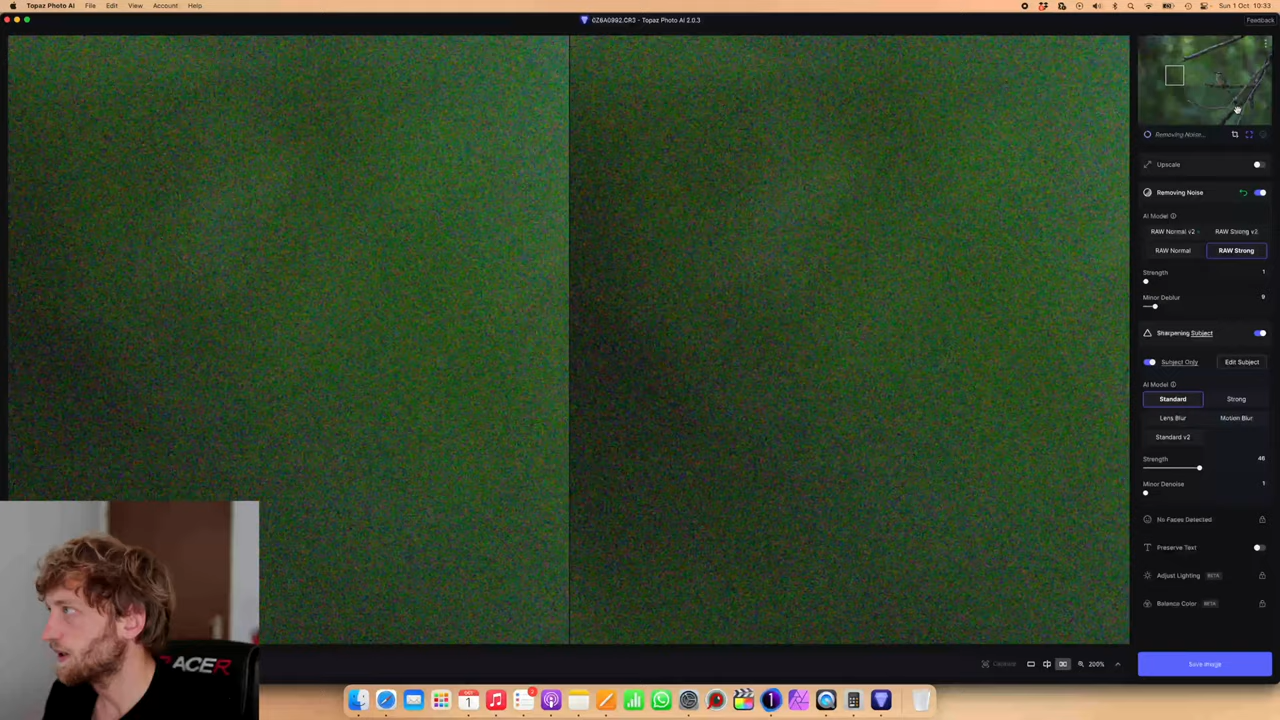 Topaz Photo AI File Edit View Account Help
Sun 1 Oct 10:33
0Z6A0992.CR3 - Topaz Photo AI 2.0.3
Feedback
Removing Noise...
Upscale
Removing Noise
AI Model
RAW Normal v2
RAW Strong v2
RAW Normal
RAW Strong
Strength 1
Minor Deblur 9
Sharpening Subject
Subject Only
Edit Subject
AI Model
Standard
Strong
Lens Blur
Motion Blur
Standard v2
Strength 46
Minor Denoise 1
No Faces Detected
Preserve Text
Adjust Lighting BETA
Balance Color BETA
200%
Save Image